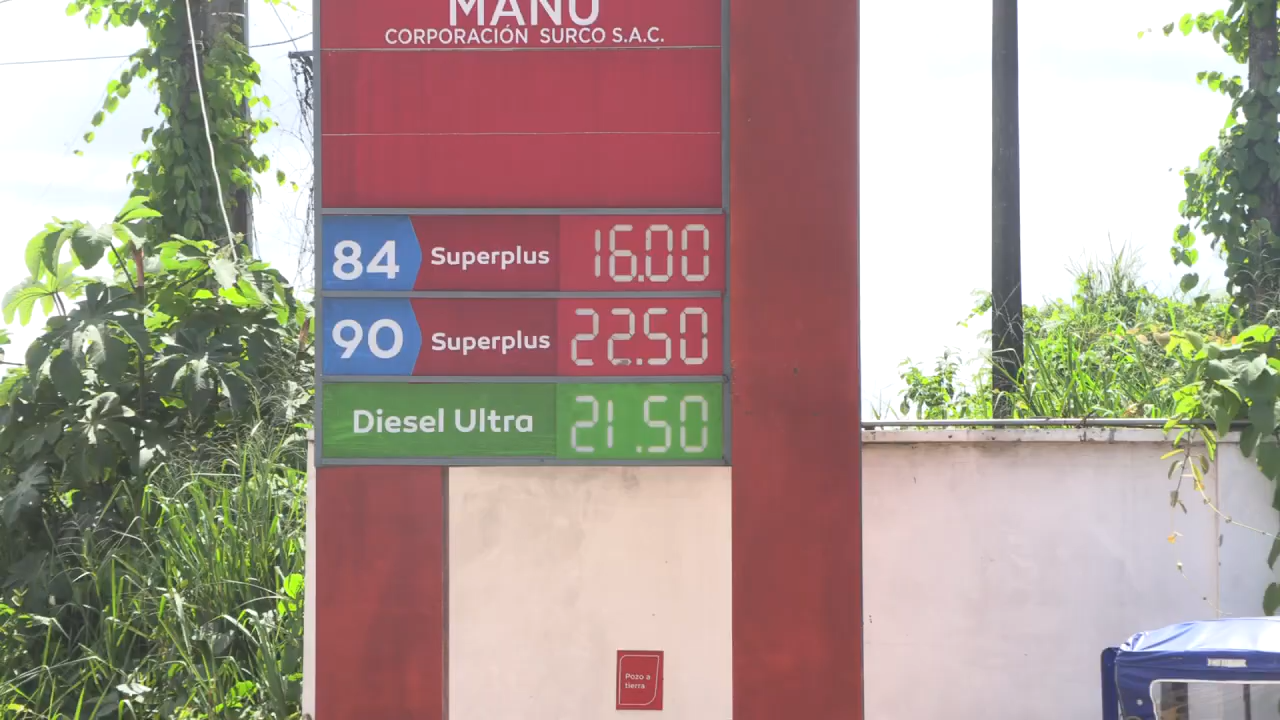 MANU
CORPORACIÓN SURCO S.A.C.
84 Superplus 16.00
90 Superplus 22.50
Diesel Ultra 21.50
Pozo a
tierra